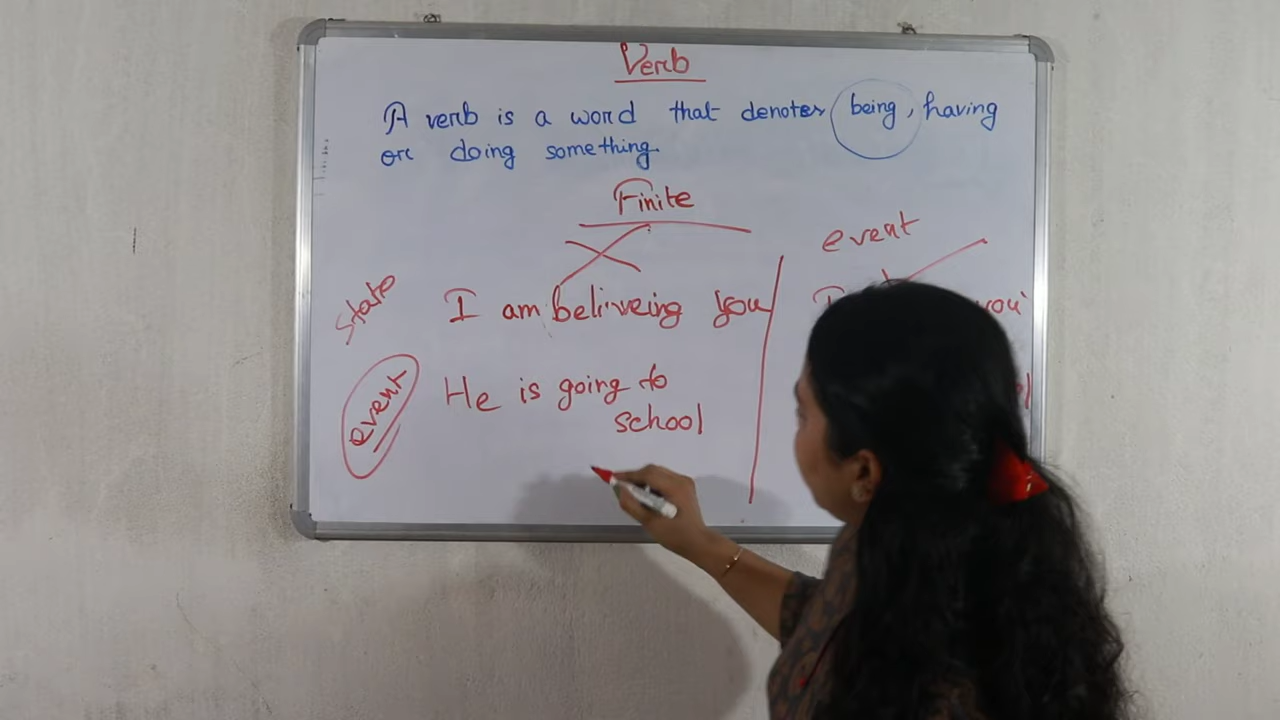 Verb
A verb is a word that denotes being, having
or doing something.
Finite
event
State
I am belirveing you
event
He is going to
school